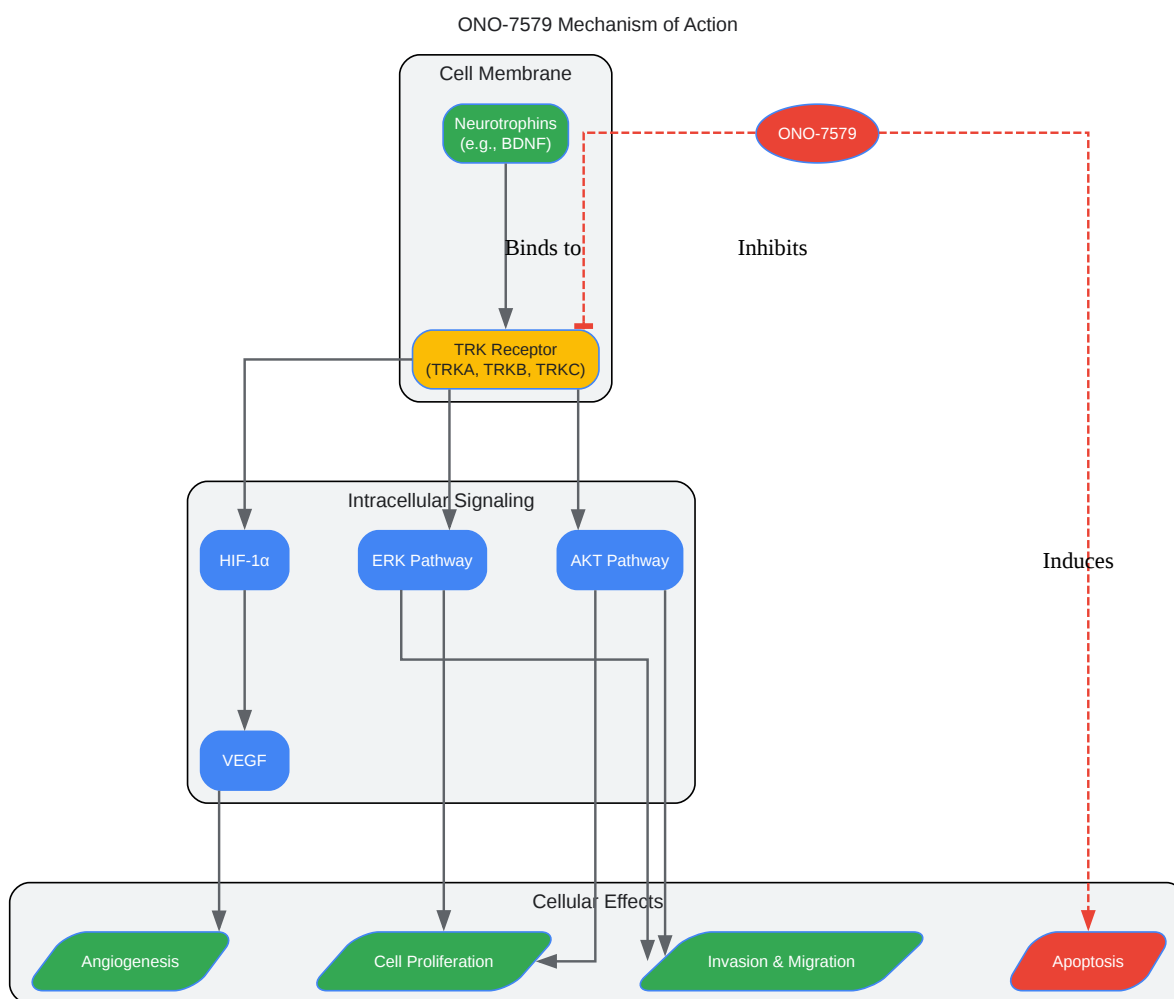 ONO-7579 Mechanism of Action
Cell Membrane
Neurotrophins
(e.g., BDNF)
ONO-7579
Binds to
Inhibits
TRK Receptor
(TRKA, TRKB, TRKC)
Intracellular Signaling
HIF-1α
ERK Pathway
AKT Pathway
Induces
VEGF
Cellular Effects
Angiogenesis
Cell Proliferation
Invasion & Migration
Apoptosis